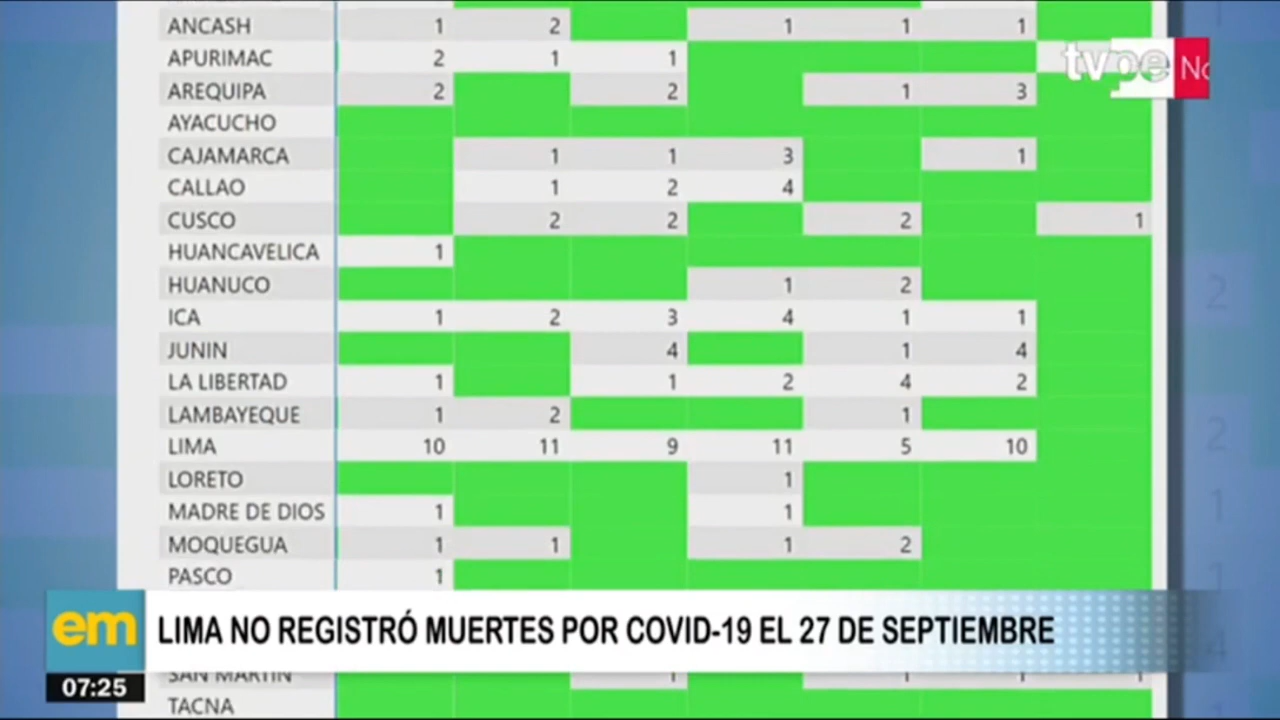 ANCASH 1 2 1 1 1
tvpe No
APURIMAC 2 1 1
AREQUIPA 2 2 1 3
AYACUCHO
CAJAMARCA 1 1 3 1
CALLAO 1 2 4
CUSCO 2 2 2 1
HUANCAVELICA 1
HUANUCO 1 2
ICA 1 2 3 4 1 1
JUNIN 4 1 4
LA LIBERTAD 1 1 2 4 2
LAMBAYEQUE 1 2 1
LIMA 10 11 9 11 5 10
LORETO 1
MADRE DE DIOS 1 1
MOQUEGUA 1 1 1 2
PASCO 1
em LIMA NO REGISTRÓ MUERTES POR COVID-19 EL 27 DE SEPTIEMBRE
07:25
SAN MARTIN 1 1 1 1
TACNA